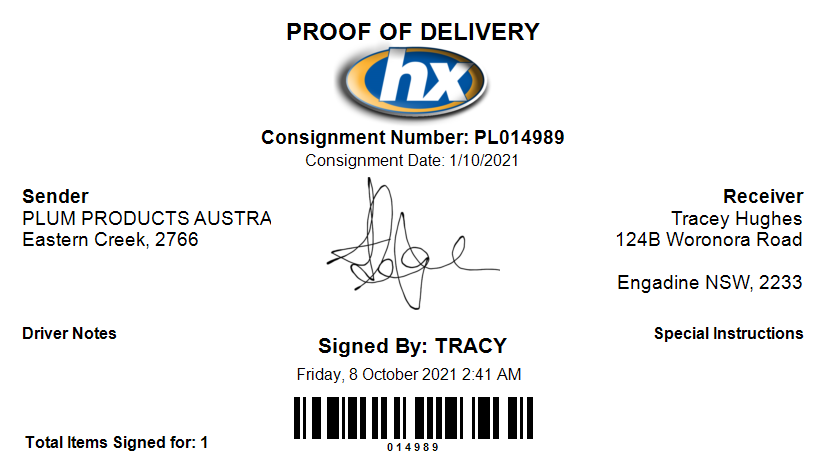 PROOF OF DELIVERY
hx
Consignment Number: PL014989
Consignment Date: 1/10/2021
Sender
PLUM PRODUCTS AUSTRA
Eastern Creek, 2766
Receiver
Tracey Hughes
124B Woronora Road
Engadine NSW, 2233
Driver Notes
Special Instructions
Signed By: TRACY
Friday, 8 October 2021 2:41 AM
014989
Total Items Signed for: 1